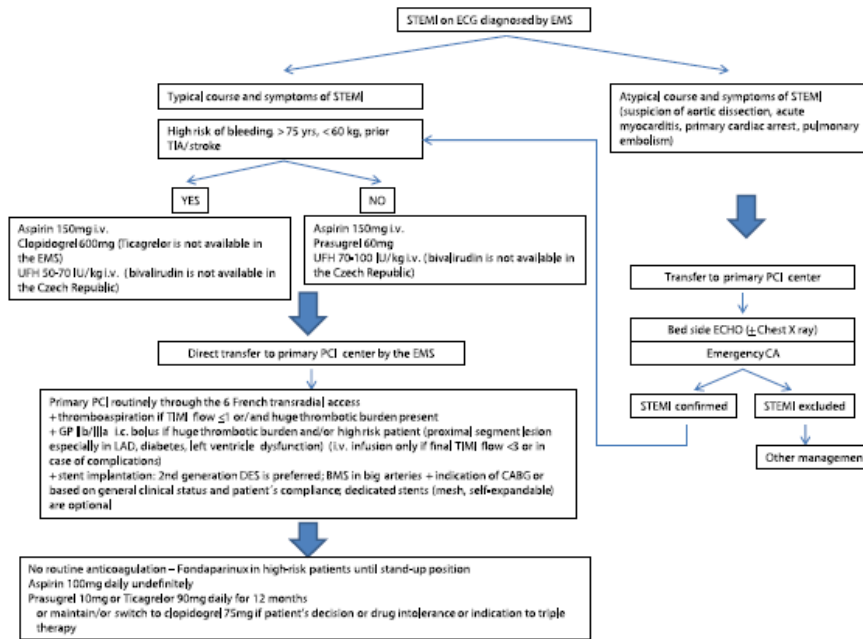 STEMI on ECG diagnosed by EMS
Typical course and symptoms of STEMI
High risk of bleeding, > 75 yrs, < 60 kg, prior
TIA/stroke
Atypical course and symptoms of STEMI
(suspicion of aortic dissection, acute
myocarditis, primary cardiac arrest, pulmonary
embolism)
YES
NO
Aspirin 150mg i.v.
Clopidogrel 600mg (Ticagrelor is not available in
the EMS)
UFH 50-70 IU/kg i.v. (bivalirudin is not available in
the Czech Republic)
Aspirin 150mg i.v.
Prasugrel 60mg
UFH 70-100 IU/kg i.v. (bivalirudin is not available in
the Czech Republic)
Transfer to primary PCI center
Bed side ECHO (± Chest X ray)
Emergency CA
STEMI confirmed
STEMI excluded
Other management
Direct transfer to primary PCI center by the EMS
Primary PCI routinely through the 6 French transradial access
+ thromboaspiration if TIMI flow ≤1 or/and huge thrombotic burden present
+ GP IIb/IIIa i.c. bolus if huge thrombotic burden and/or high risk patient (proximal segment lesion
especially in LAD, diabetes, left ventricle dysfunction) (i.v. infusion only if final TIMI flow <3 or in
case of complications)
+ stent implantation: 2nd generation DES is preferred; BMS in big arteries + indication of CABG or
based on general clinical status and patient´s compliance; dedicated stents (mesh, self-expandable)
are optional
No routine anticoagulation – Fondaparinux in high-risk patients until stand-up position
Aspirin 100mg daily undefinitely
Prasugrel 10mg or Ticagrelor 90mg daily for 12 months
or maintain/or switch to clopidogrel 75mg if patient's decision or drug intolerance or indication to triple
therapy